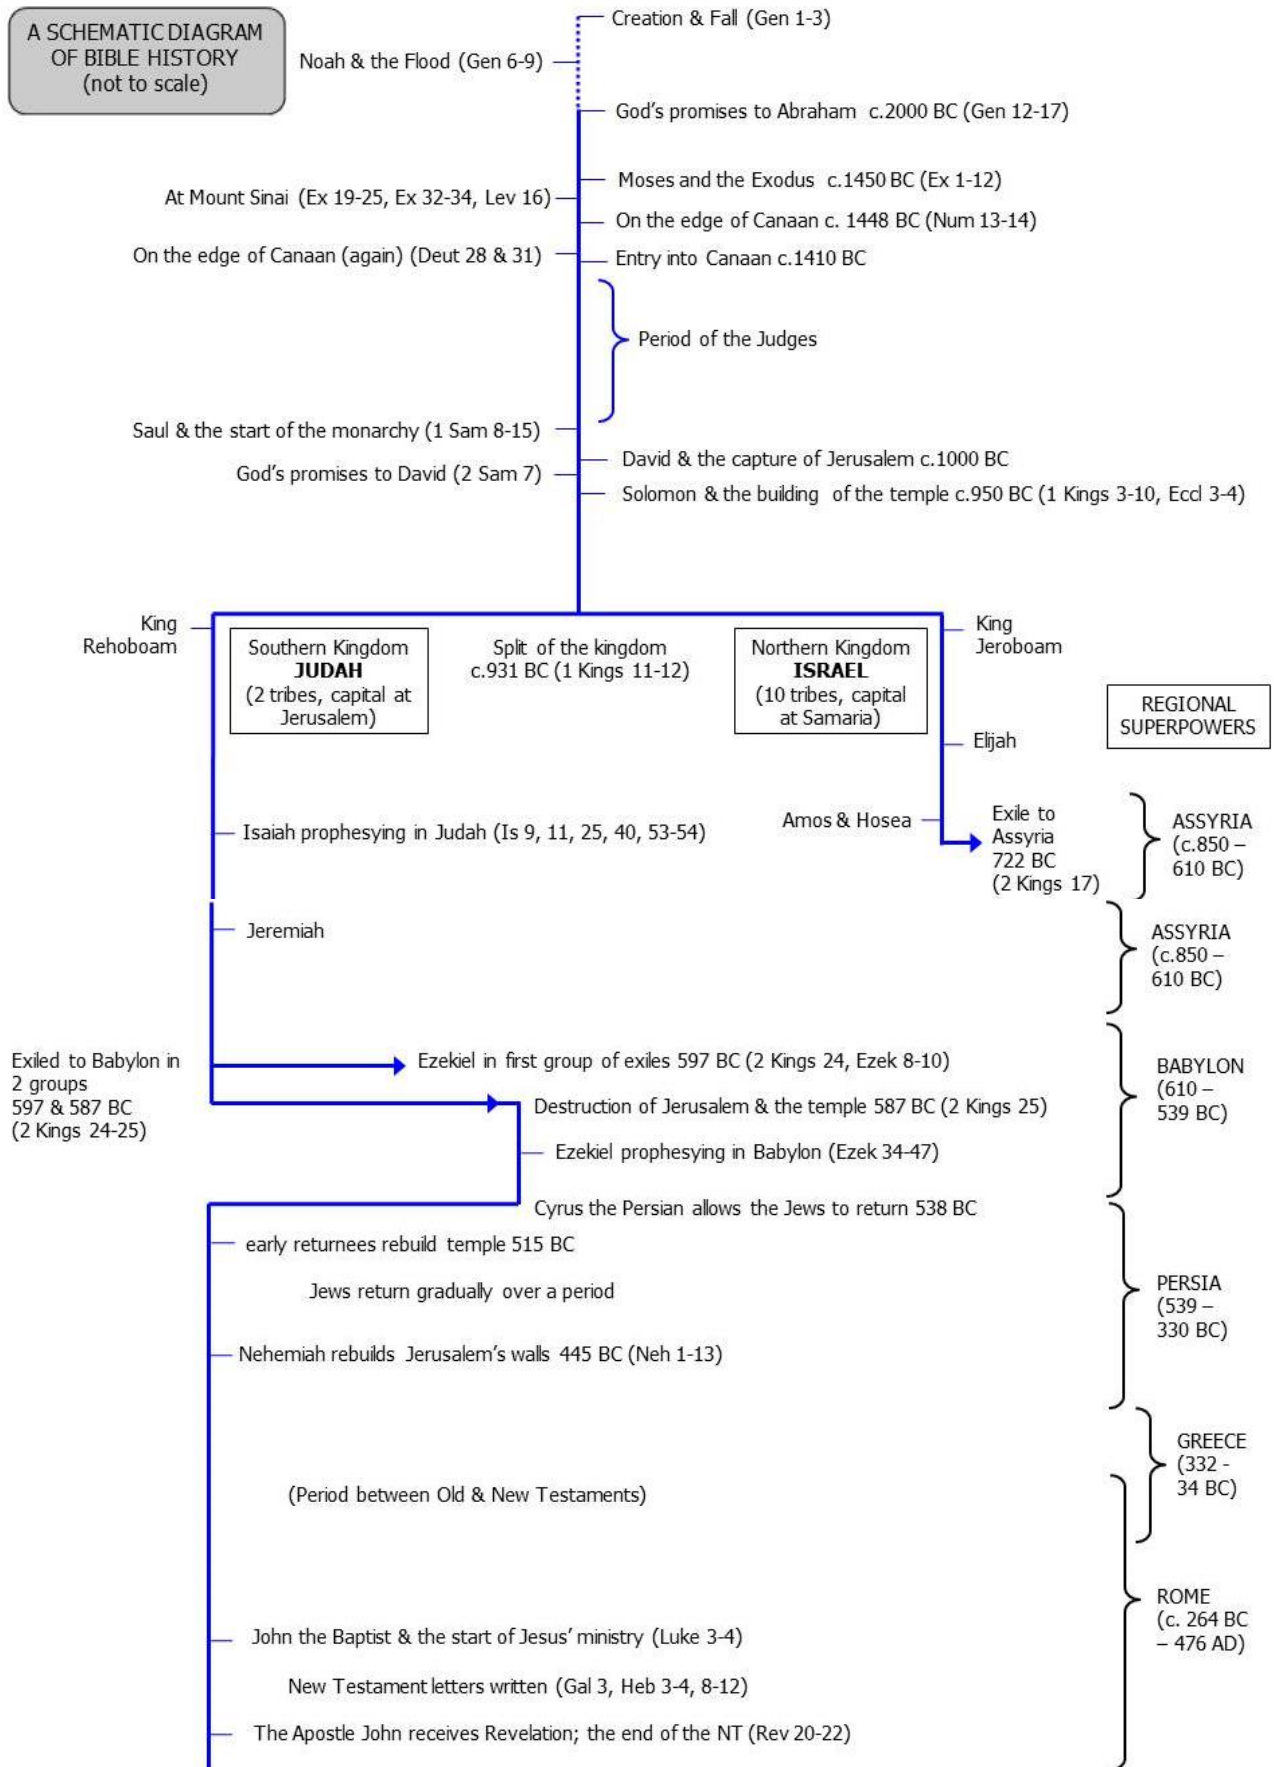 A SCHEMATIC DIAGRAM
OF BIBLE HISTORY
(not to scale)
Creation & Fall (Gen 1-3)
Noah & the Flood (Gen 6-9)
God's promises to Abraham c.2000 BC (Gen 12-17)
Moses and the Exodus c.1450 BC (Ex 1-12)
At Mount Sinai (Ex 19-25, Ex 32-34, Lev 16)
On the edge of Canaan c. 1448 BC (Num 13-14)
On the edge of Canaan (again) (Deut 28 & 31)
Entry into Canaan c.1410 BC
Period of the Judges
Saul & the start of the monarchy (1 Sam 8-15)
David & the capture of Jerusalem c.1000 BC
God's promises to David (2 Sam 7)
Solomon & the building of the temple c.950 BC (1 Kings 3-10, Eccl 3-4)
King
Rehoboam
Southern Kingdom
JUDAH
(2 tribes, capital at
Jerusalem)
Split of the kingdom
c.931 BC (1 Kings 11-12)
Northern Kingdom
ISRAEL
(10 tribes, capital
at Samaria)
King
Jeroboam
REGIONAL
SUPERPOWERS
Elijah
Isaiah prophesying in Judah (Is 9, 11, 25, 40, 53-54)
Amos & Hosea
Exile to
Assyria
722 BC
(2 Kings 17)
ASSYRIA
(c.850 –
610 BC)
Jeremiah
ASSYRIA
(c.850 –
610 BC)
Exiled to Babylon in
2 groups
597 & 587 BC
(2 Kings 24-25)
Ezekiel in first group of exiles 597 BC (2 Kings 24, Ezek 8-10)
Destruction of Jerusalem & the temple 587 BC (2 Kings 25)
Ezekiel prophesying in Babylon (Ezek 34-47)
BABYLON
(610 –
539 BC)
Cyrus the Persian allows the Jews to return 538 BC
early returnees rebuild temple 515 BC
Jews return gradually over a period
Nehemiah rebuilds Jerusalem's walls 445 BC (Neh 1-13)
PERSIA
(539 –
330 BC)
GREECE
(332 -
34 BC)
(Period between Old & New Testaments)
ROME
(c. 264 BC
– 476 AD)
John the Baptist & the start of Jesus' ministry (Luke 3-4)
New Testament letters written (Gal 3, Heb 3-4, 8-12)
The Apostle John receives Revelation; the end of the NT (Rev 20-22)